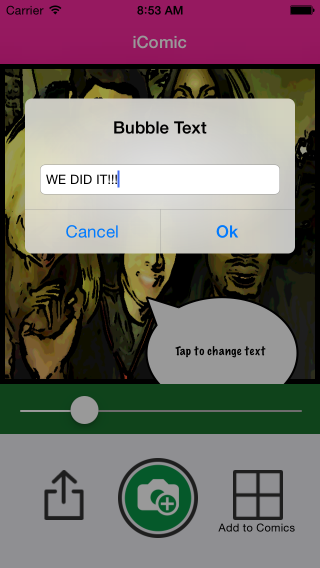 Carrier 8:53 AM
iComic
Bubble Text
WE DID IT!!!
Cancel Ok
Tap to change text
Add to Comics